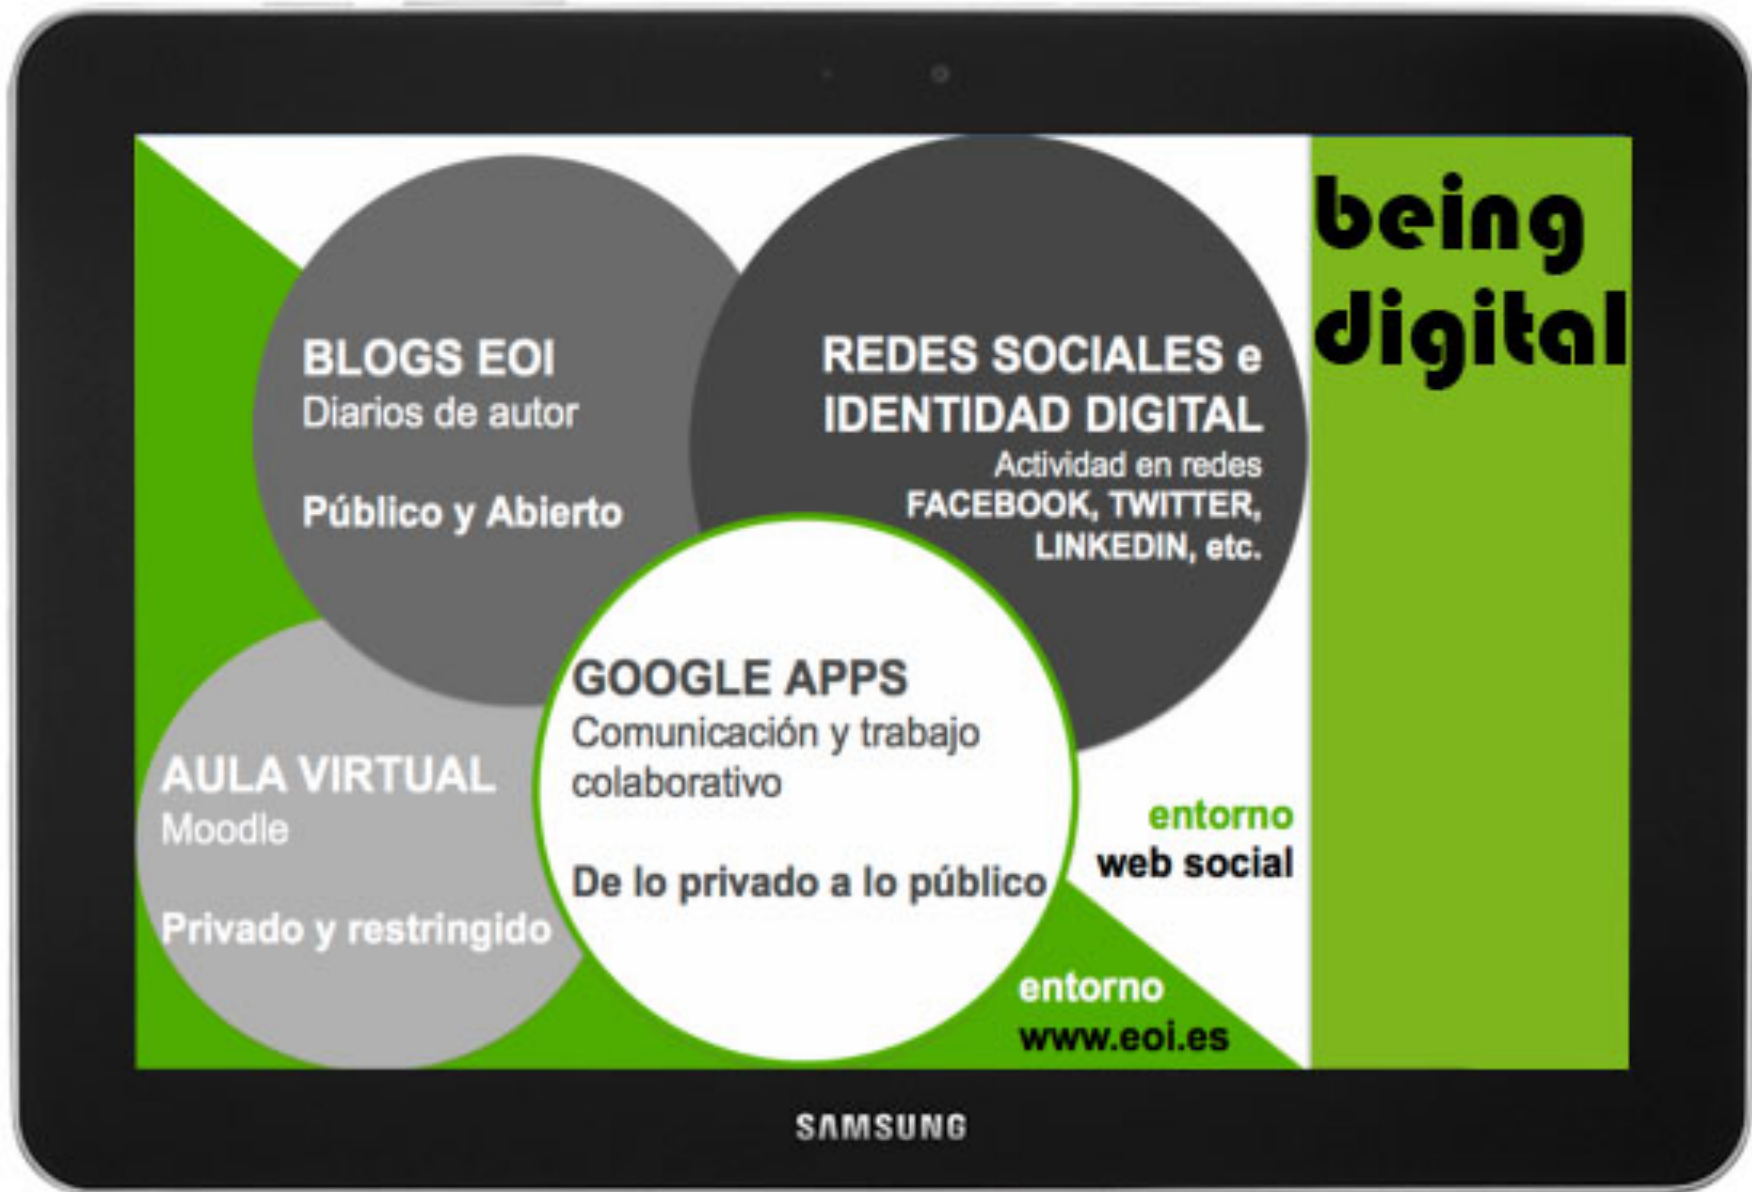 being
digital
BLOGS EOI
Diarios de autor
Público y Abierto
REDES SOCIALES e
IDENTIDAD DIGITAL
Actividad en redes
FACEBOOK, TWITTER,
LINKEDIN, etc.
AULA VIRTUAL
Moodle
Privado y restringido
GOOGLE APPS
Comunicación y trabajo
colaborativo
De lo privado a lo público
entorno
web social
entorno
www.eoi.es
SAMSUNG